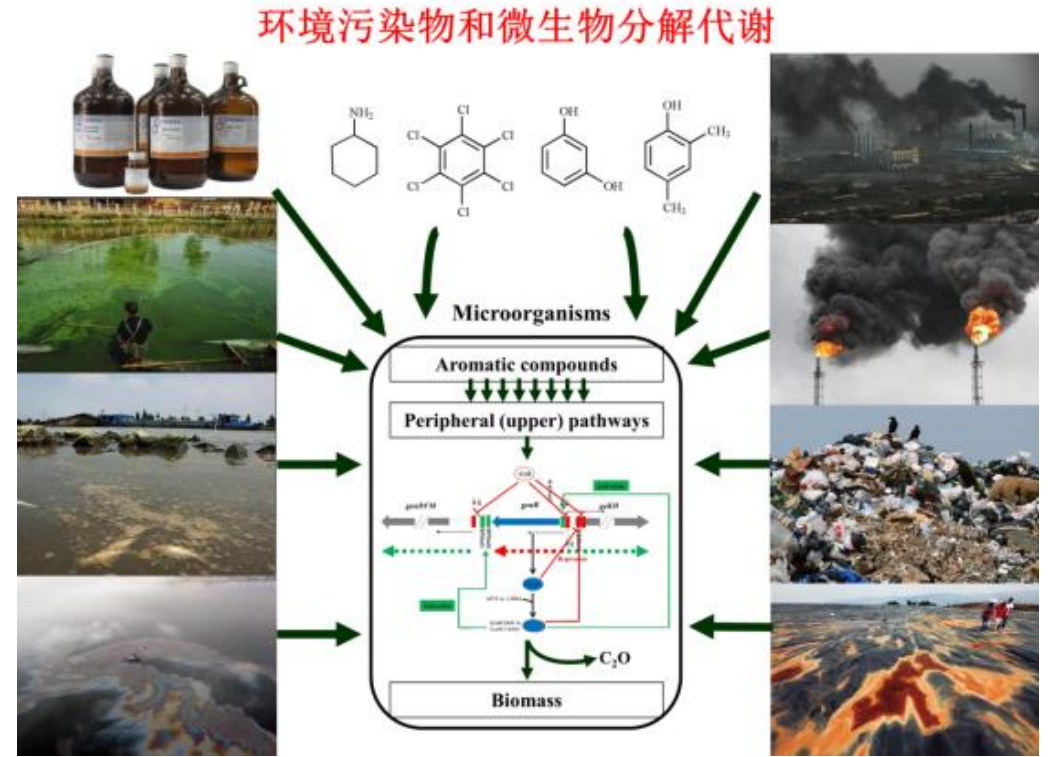 环境污染物和微生物分解代谢
NH₂
Cl
Cl
Cl
Cl
Cl
Cl
OH
OH
OH
CH₃
CH₃
Microorganisms
Aromatic compounds
Peripheral (upper) pathways
genR
C₂O
Biomass